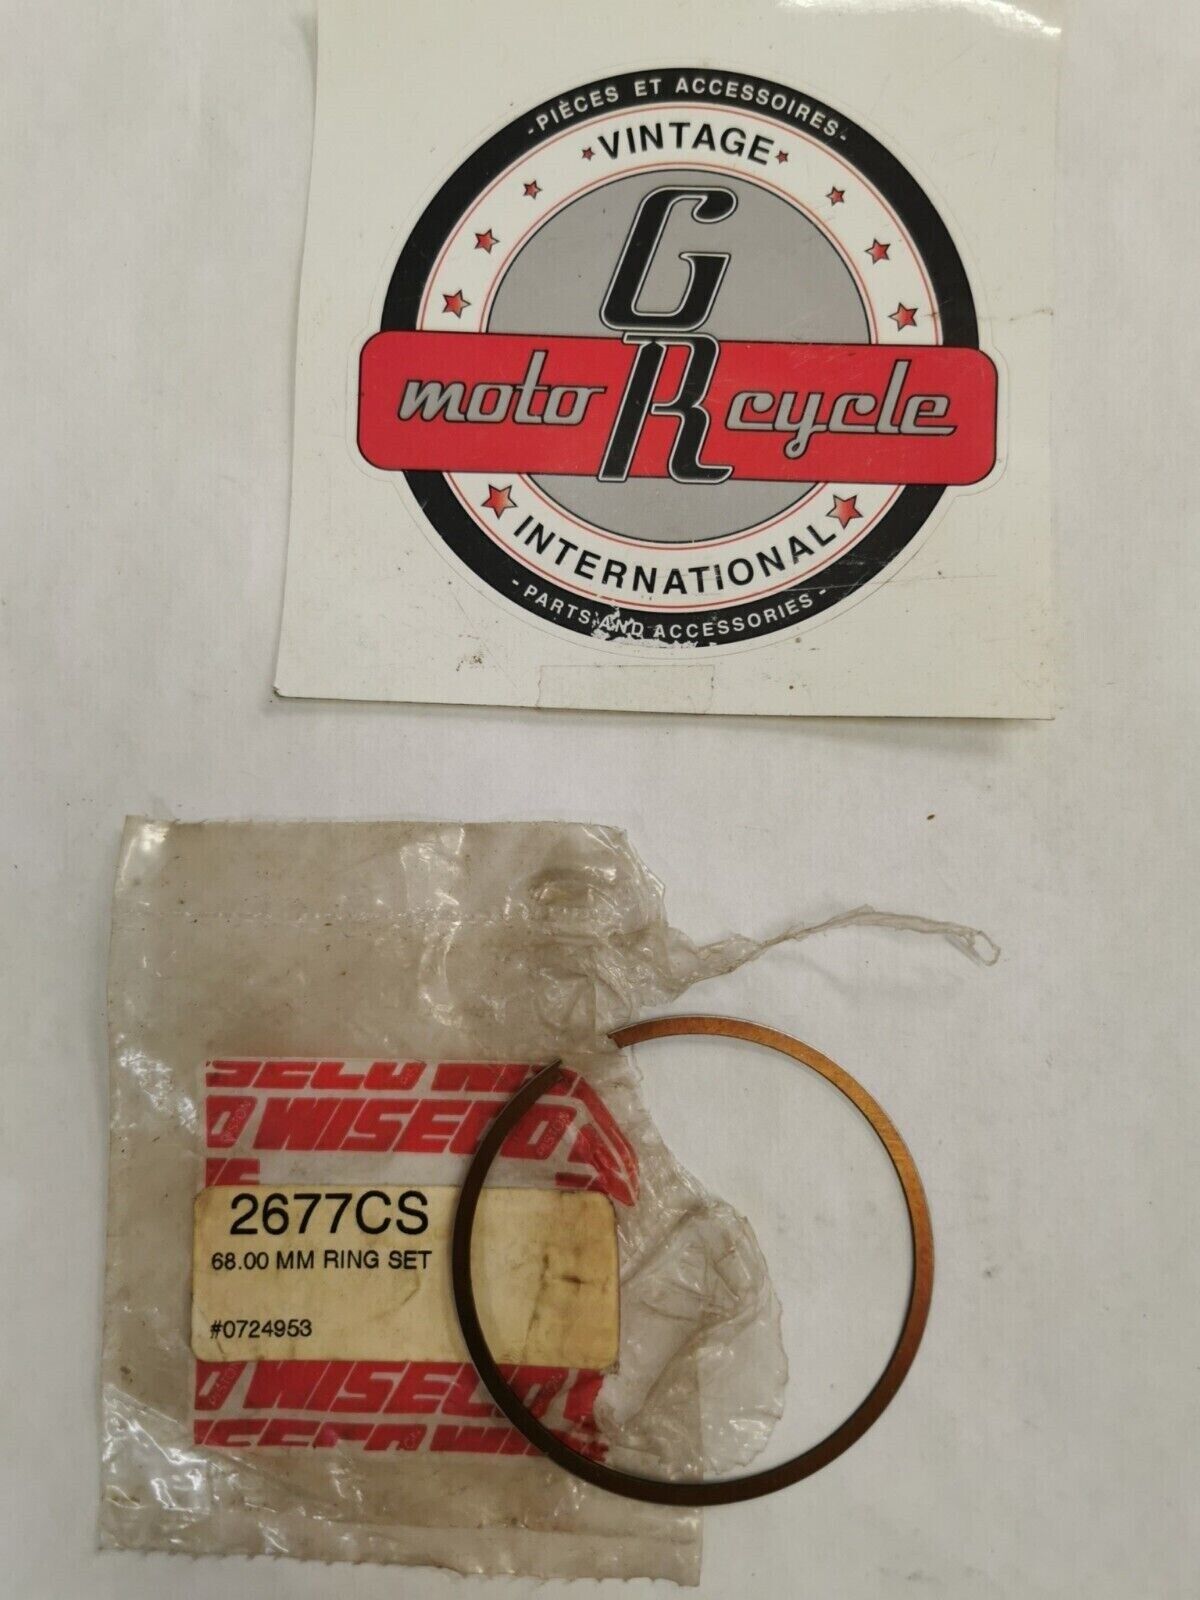 -PIÈCES ET ACCESSOIRES-
VINTAGE
GR
moto cycle
INTERNATIONAL
-PARTS AND ACCESSORIES-
WISECO
2677CS
68.00 MM RING SET
#0724953
WISECO